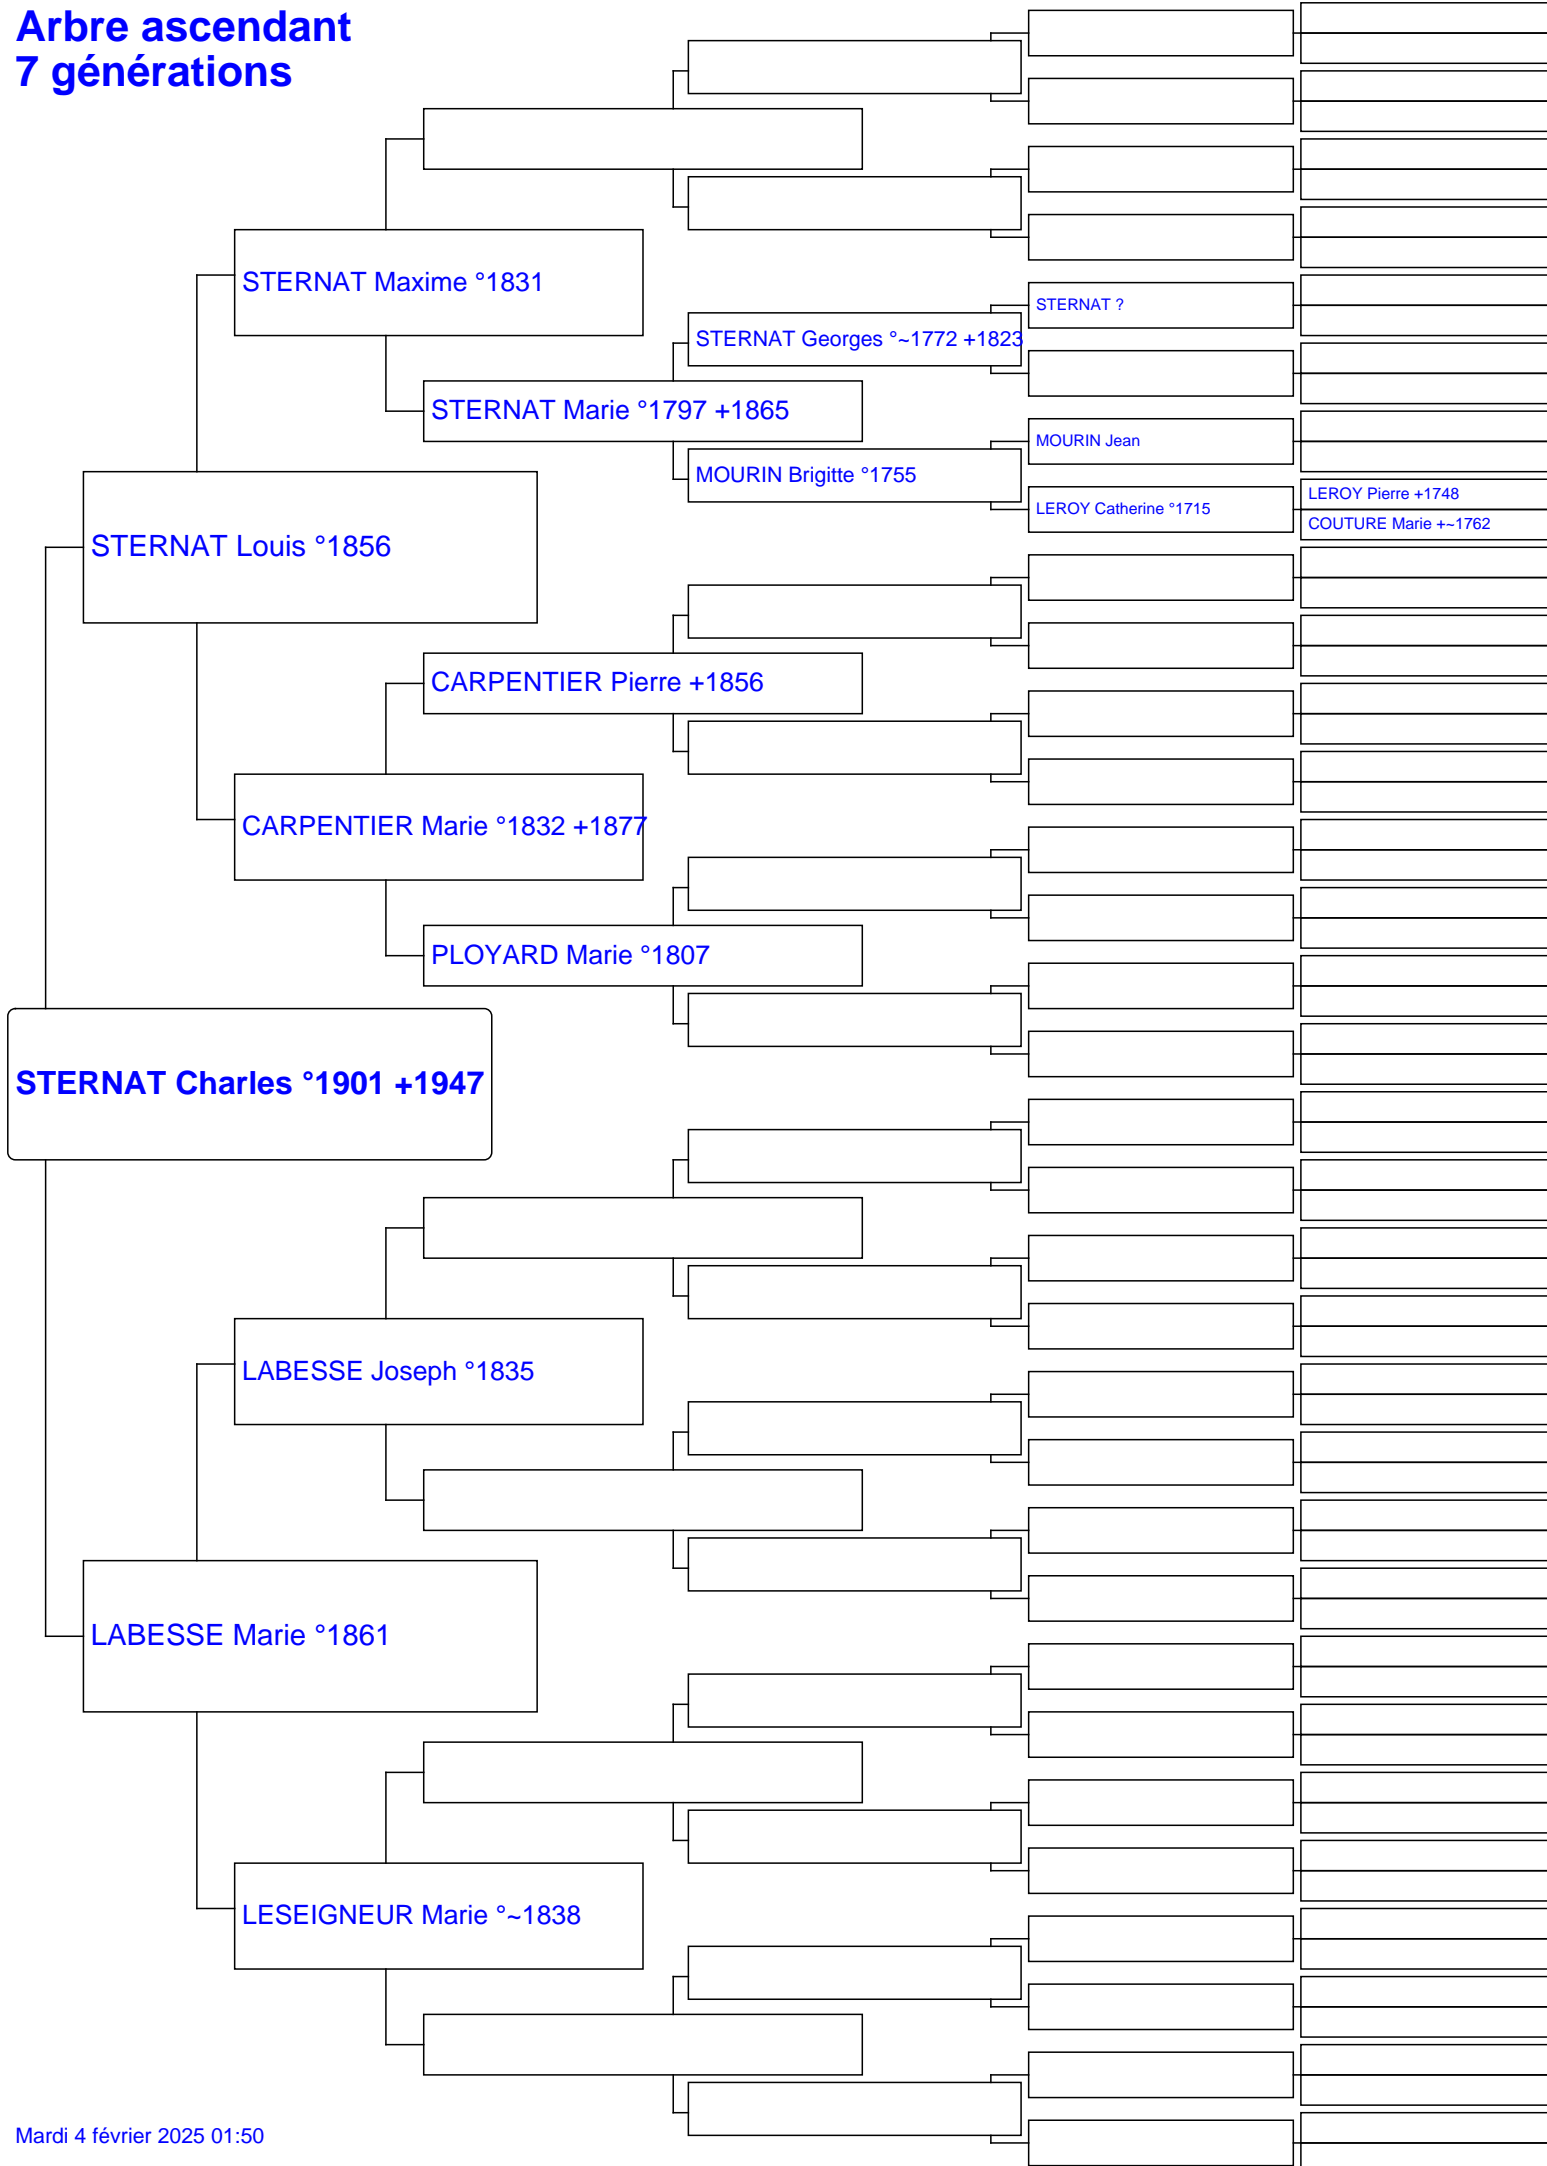 Arbre ascendant
7 générations
STERNAT Maxime °1831
STERNAT ?
STERNAT Georges °~1772 +1823
STERNAT Marie °1797 +1865
MOURIN Jean
MOURIN Brigitte °1755
LEROY Pierre +1748
LEROY Catherine °1715
COUTURE Marie +~1762
STERNAT Louis °1856
CARPENTIER Pierre +1856
CARPENTIER Marie °1832 +1877
PLOYARD Marie °1807
STERNAT Charles °1901 +1947
LABESSE Joseph °1835
LABESSE Marie °1861
LESEIGNEUR Marie °~1838
Mardi 4 février 2025 01:50